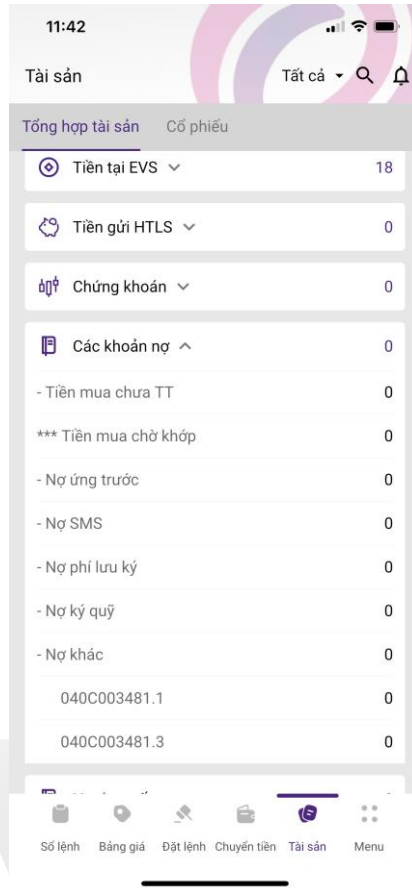 11:42
Tài sản Tất cả
Tổng hợp tài sản Cổ phiếu
Tiền tại EVS 18
Tiền gửi HTLS 0
Chứng khoán 0
Các khoản nợ 0
- Tiền mua chưa TT 0
*** Tiền mua chờ khớp 0
- Nợ ứng trước 0
- Nợ SMS 0
- Nợ phí lưu ký 0
- Nợ ký quỹ 0
- Nợ khác 0
040C003481.1 0
040C003481.3 0
Sổ lệnh Bảng giá Đặt lệnh Chuyển tiền Tài sản Menu